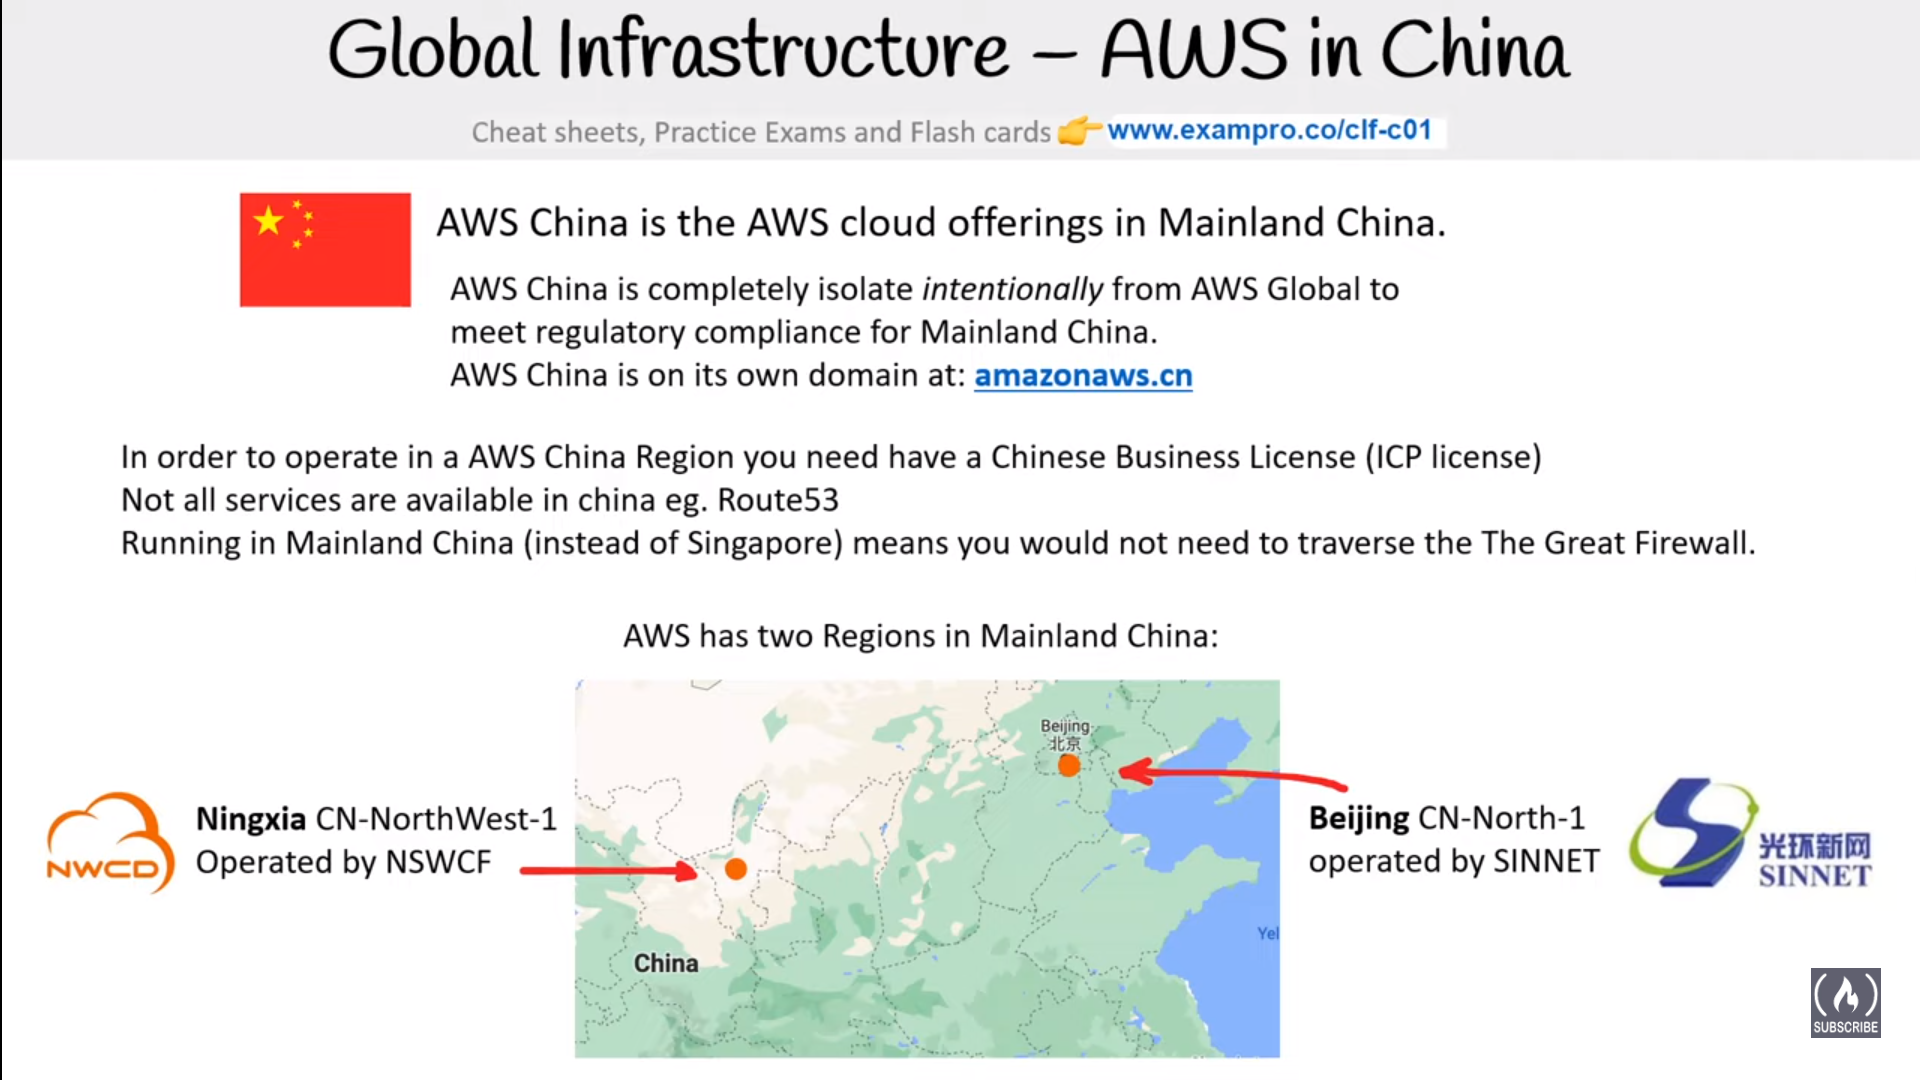 Global Infrastructure – AWS in China
Cheat sheets, Practice Exams and Flash cards 👉 www.exampro.co/clf-c01
AWS China is the AWS cloud offerings in Mainland China.
AWS China is completely isolate intentionally from AWS Global to
meet regulatory compliance for Mainland China.
AWS China is on its own domain at: amazonaws.cn
In order to operate in a AWS China Region you need have a Chinese Business License (ICP license)
Not all services are available in china eg. Route53
Running in Mainland China (instead of Singapore) means you would not need to traverse the The Great Firewall.
AWS has two Regions in Mainland China:
NWCD
Ningxia CN-NorthWest-1
Operated by NSWCF
Beijing
北京
China
Yel
Beijing CN-North-1
operated by SINNET
光环新网
SINNET
SUBSCRIBE